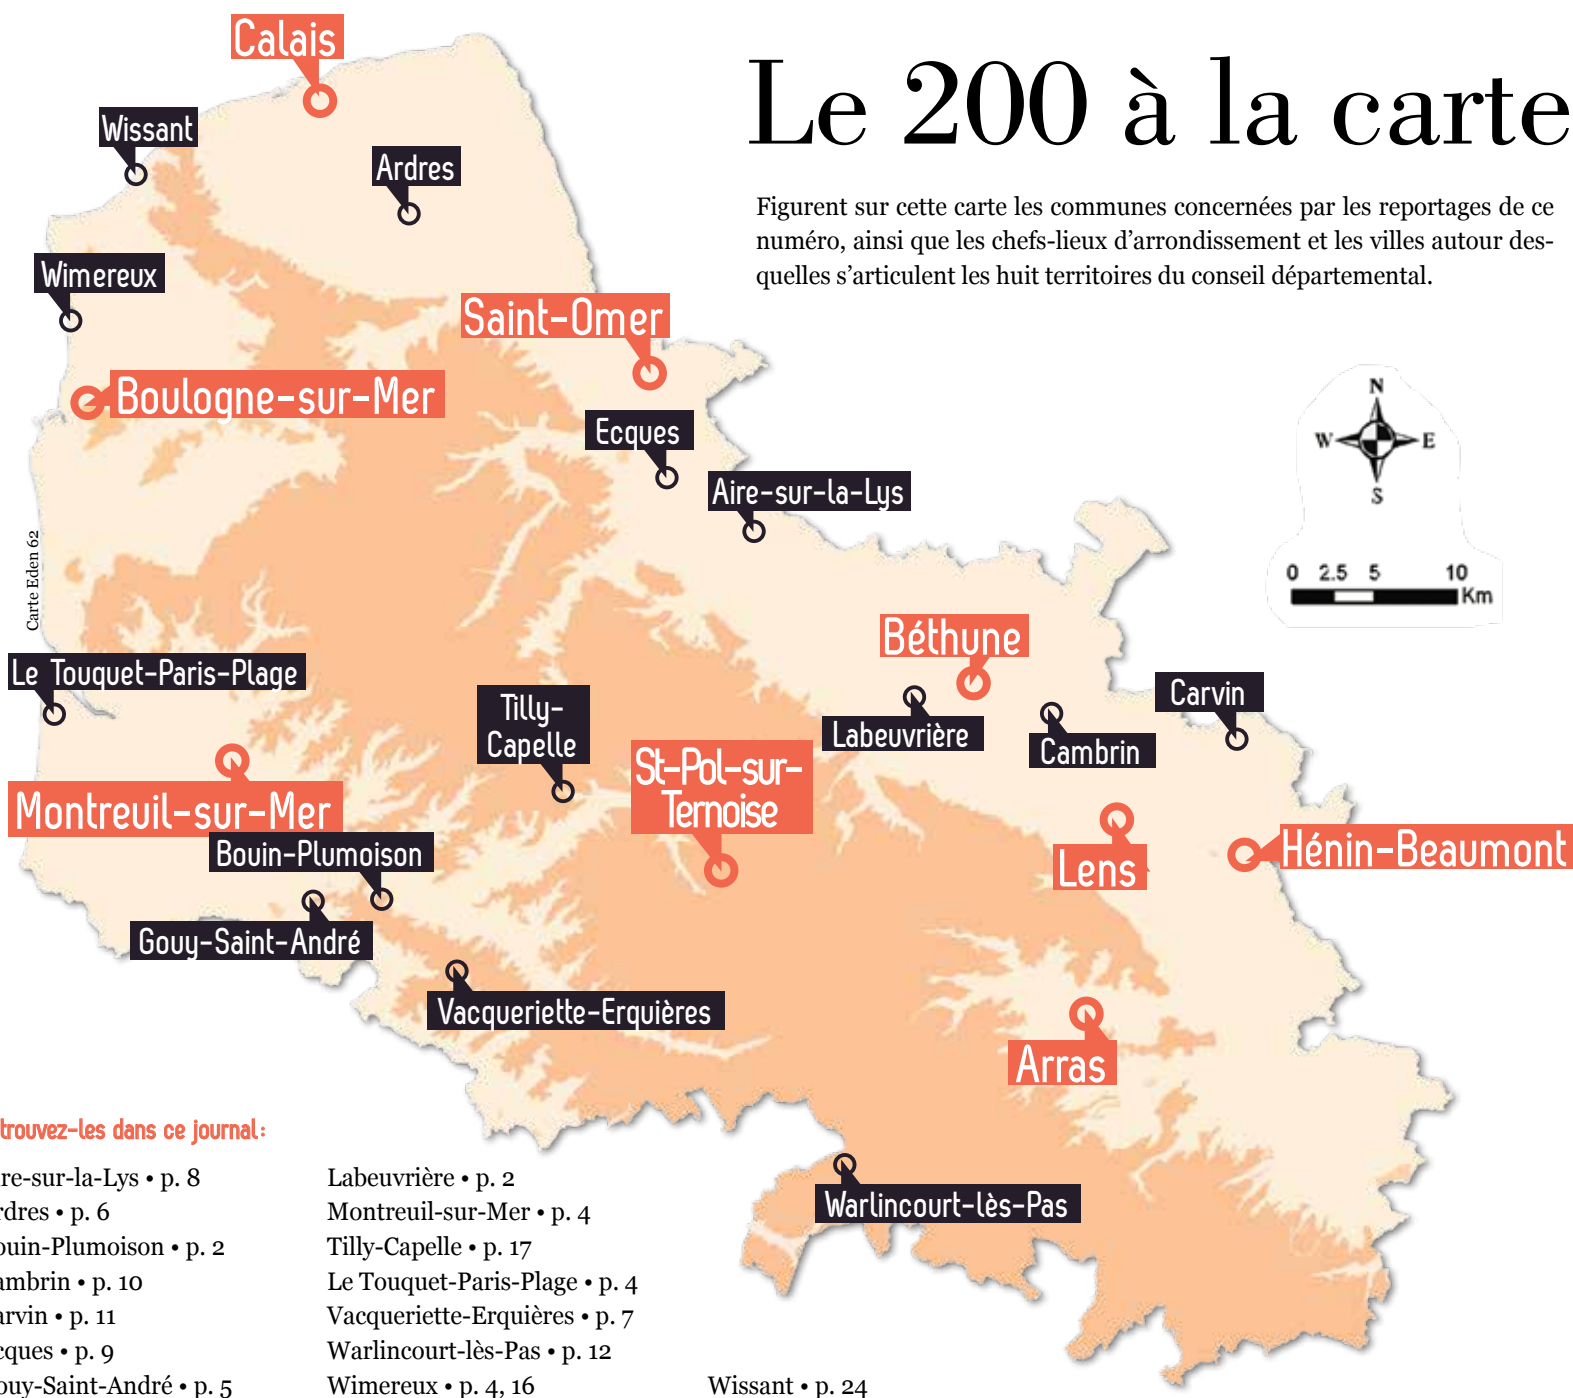 Le 200 à la carte
Figurent sur cette carte les communes concernées par les reportages de ce
numéro, ainsi que les chefs-lieux d'arrondissement et les villes autour des-
quelles s'articulent les huit territoires du conseil départemental.
Calais
Wissant
Ardres
Wimereux
Saint-Omer
Boulogne-sur-Mer
Ecques
Aire-sur-la-Lys
N
W
E
S
0 2.5 5 10
Km
Carte Eden 62
Béthune
Le Touquet-Paris-Plage
Carvin
Tilly-
Capelle
Labeuvrière
Cambrin
St-Pol-sur-
Ternoise
Montreuil-sur-Mer
Bouin-Plumoison
Lens
Hénin-Beaumont
Gouy-Saint-André
Vacqueriette-Erquières
Arras
Warlincourt-lès-Pas
trouvez-les dans ce journal :
re-sur-la-Lys • p. 8
rdres • p. 6
ouin-Plumoison • p. 2
ambrin • p. 10
arvin • p. 11
cques • p. 9
ouy-Saint-André • p. 5
Labeuvrière • p. 2
Montreuil-sur-Mer • p. 4
Tilly-Capelle • p. 17
Le Touquet-Paris-Plage • p. 4
Vacqueriette-Erquières • p. 7
Warlincourt-lès-Pas • p. 12
Wimereux • p. 4, 16
Wissant • p. 24